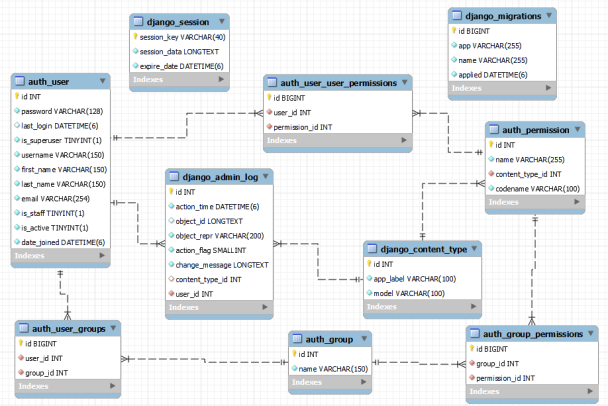 django_session
session_key VARCHAR(40)
session_data LONGTEXT
expire_date DATETIME(6)
Indexes
django_migrations
id BIGINT
app VARCHAR(255)
name VARCHAR(255)
applied DATETIME(6)
Indexes
auth_user
id INT
password VARCHAR(128)
last_login DATETIME(6)
is_superuser TINYINT(1)
username VARCHAR(150)
first_name VARCHAR(150)
last_name VARCHAR(150)
email VARCHAR(254)
is_staff TINYINT(1)
is_active TINYINT(1)
date_joined DATETIME(6)
Indexes
auth_user_user_permissions
id BIGINT
user_id INT
permission_id INT
Indexes
auth_permission
id INT
name VARCHAR(255)
content_type_id INT
codename VARCHAR(100)
Indexes
django_admin_log
id INT
action_time DATETIME(6)
object_id LONGTEXT
object_repr VARCHAR(200)
action_flag SMALLINT
change_message LONGTEXT
content_type_id INT
user_id INT
Indexes
django_content_type
id INT
app_label VARCHAR(100)
model VARCHAR(100)
Indexes
auth_user_groups
id BIGINT
user_id INT
group_id INT
Indexes
auth_group
id INT
name VARCHAR(150)
Indexes
auth_group_permissions
id BIGINT
group_id INT
permission_id INT
Indexes